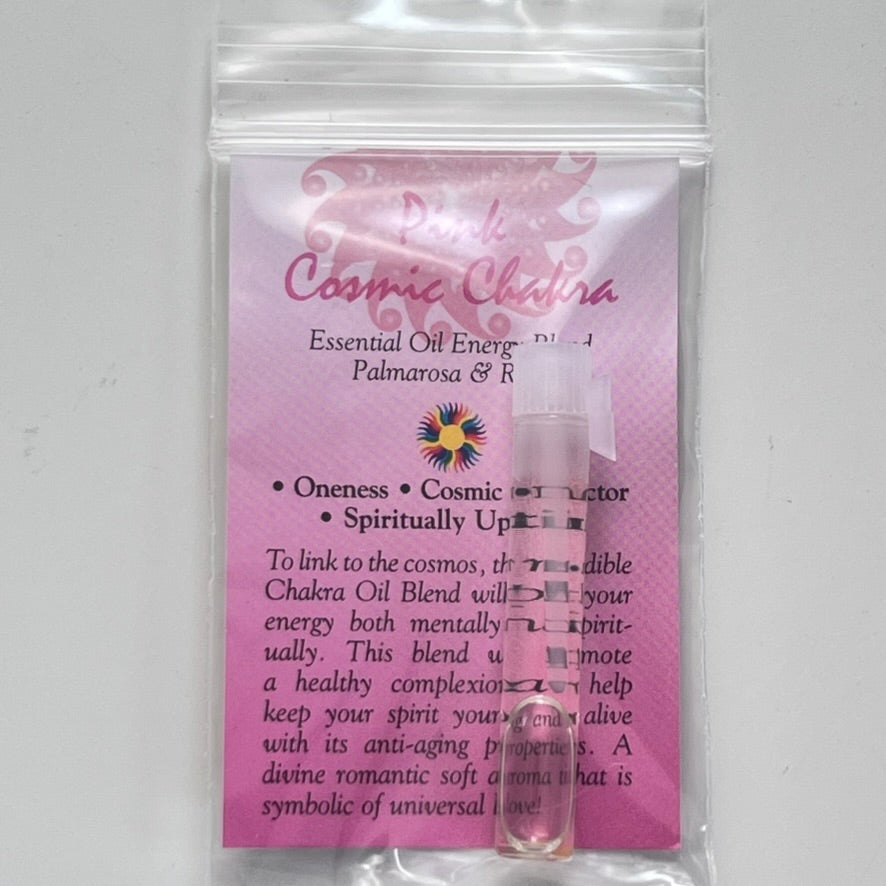 Pink
Cosmic Chakra
Essential Oil Energy Blend
Palmarosa &
• Oneness • Cosmic
• Spiritually
To link to the cosmos,
Chakra Oil Blend will your
energy both mentally
ually. This blend
a healthy complexion help
keep your spirit young and alive
with its anti-aging properties. A
divine romantic soft aroma that is
symbolic of universal love!